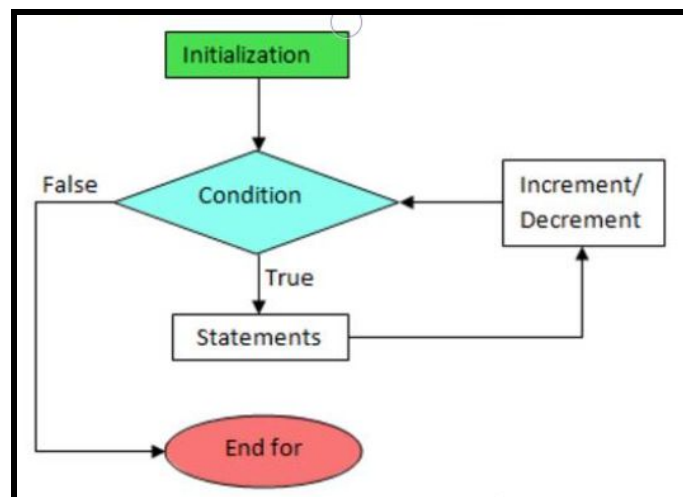 Initialization
False
Condition
Increment/
Decrement
True
Statements
End for